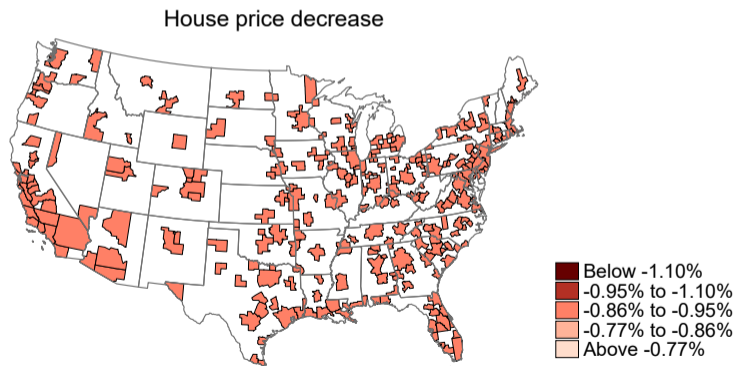 House price decrease
Below -1.10%
-0.95% to -1.10%
-0.86% to -0.95%
-0.77% to -0.86%
Above -0.77%